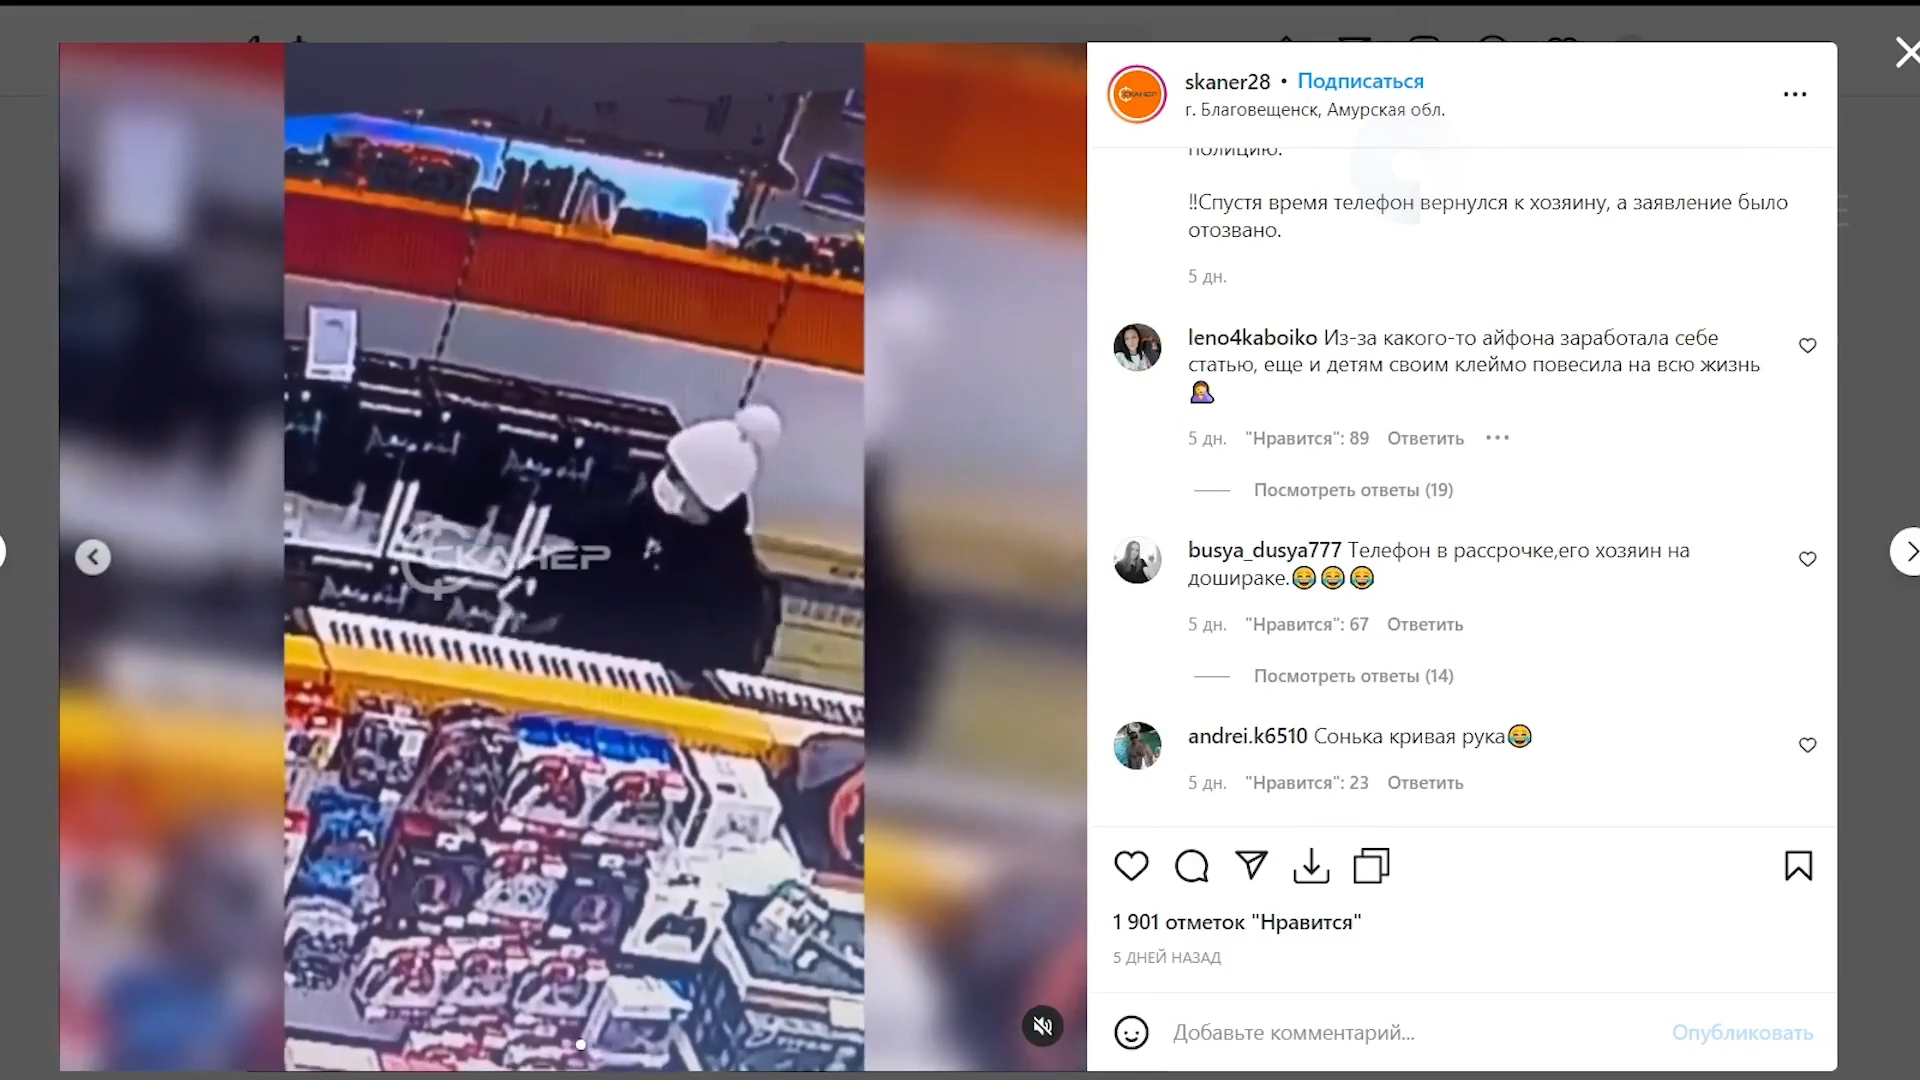 skaner28 • Подписаться
г. Благовещенск, Амурская обл.
полицию.
‼Спустя время телефон вернулся к хозяину, а заявление было
отозвано.
5 дн.
leno4kaboiko Из-за какого-то айфона заработала себе
статью, еще и детям своим клеймо повесила на всю жизнь
🤦‍♀️
5 дн. "Нравится": 89 Ответить
Посмотреть ответы (19)
busya_dusya777 Телефон в рассрочке,его хозяин на
дошираке.😂😂😂
5 дн. "Нравится": 67 Ответить
Посмотреть ответы (14)
andrei.k6510 Сонька кривая рука😂
5 дн. "Нравится": 23 Ответить
1 901 отметок "Нравится"
5 ДНЕЙ НАЗАД
Добавьте комментарий...
Опубликовать
СКАНЕР